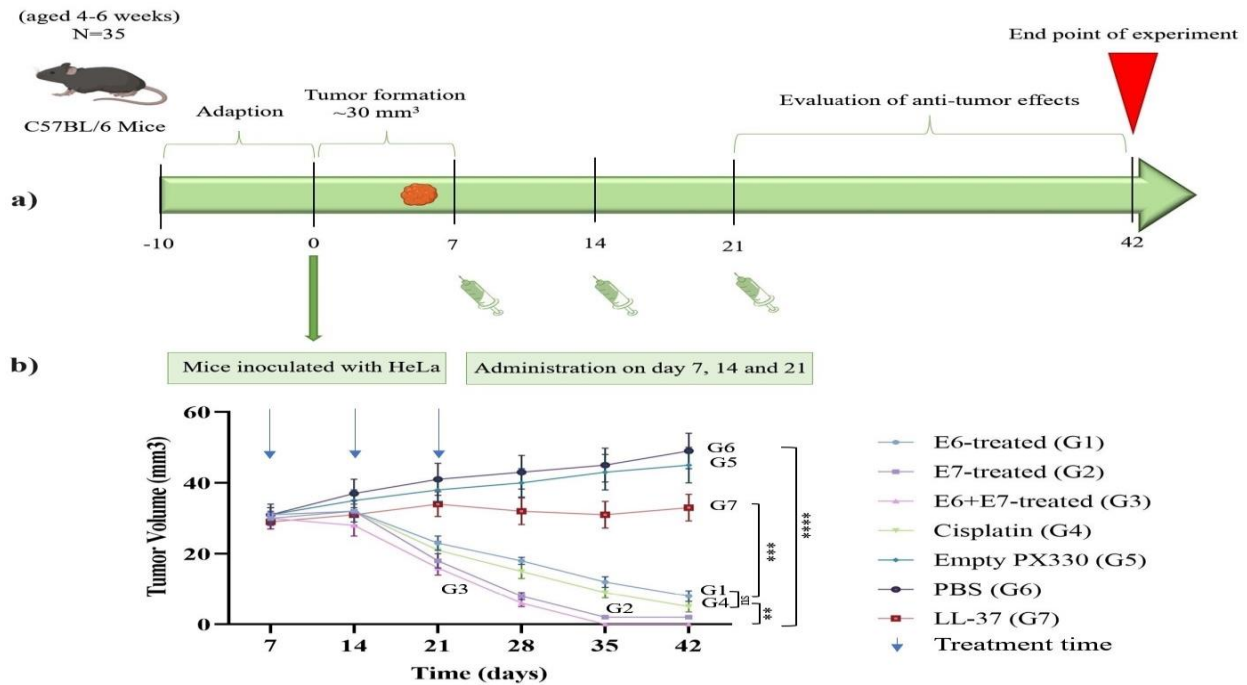 (aged 4-6 weeks)
N=35
C57BL/6 Mice
Adaption
Tumor formation
~30 mm³
Evaluation of anti-tumor effects
End point of experiment
a)
-10
0
7
14
21
42
Mice inoculated with HeLa
Administration on day 7, 14 and 21
b)
Tumor Volume (mm3)
60
40
20
0
7
14
21
28
35
42
Time (days)
G6
G5
G7
G3
G2
G1
G4
ns
**
***
****
E6-treated (G1)
E7-treated (G2)
E6+E7-treated (G3)
Cisplatin (G4)
Empty PX330 (G5)
PBS (G6)
LL-37 (G7)
Treatment time